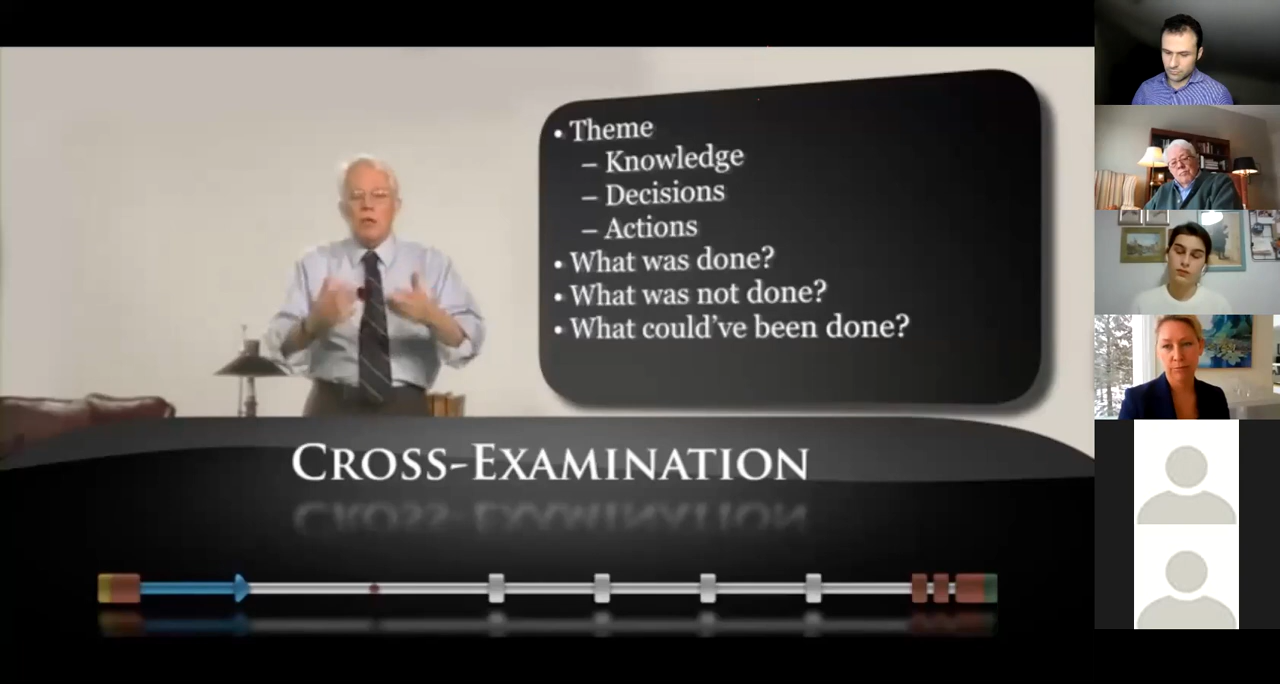 • Theme
– Knowledge
– Decisions
– Actions
• What was done?
• What was not done?
• What could've been done?
CROSS-EXAMINATION